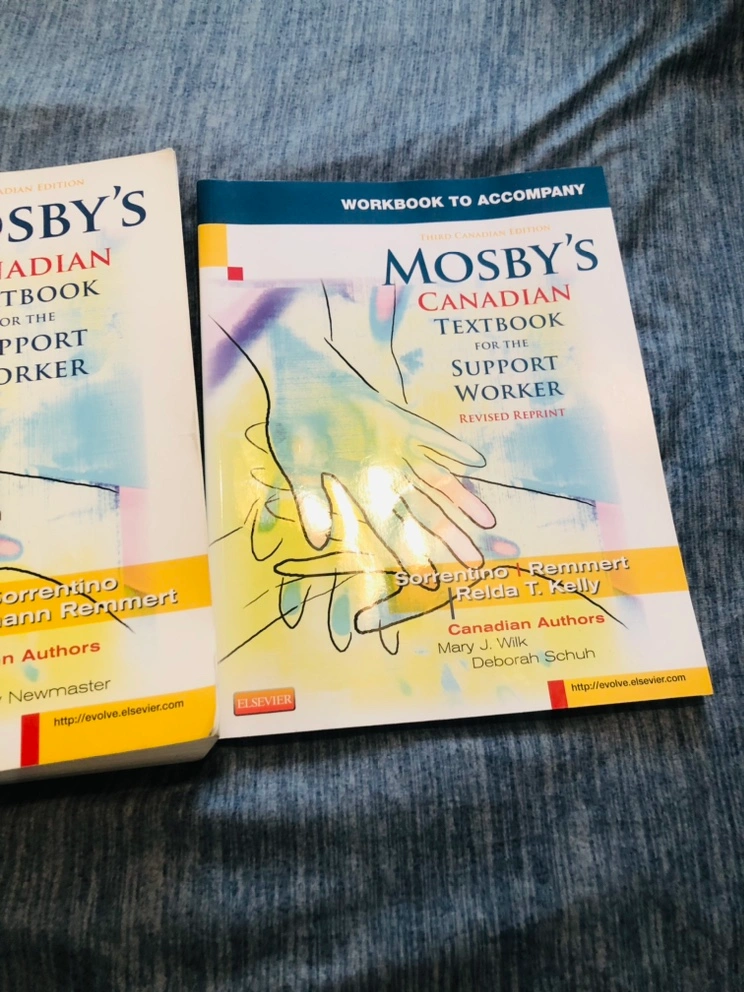 ADIAN EDITION
OSBY'S
NADIAN
TBOOK
OR THE
PPORT
ORKER
Sorrentino
mann Remmert
n Authors
Newmaster
http://evolve.elsevier.com
WORKBOOK TO ACCOMPANY
THIRD CANADIAN EDITION
MOSBY'S
CANADIAN
TEXTBOOK
FOR THE
SUPPORT
WORKER
REVISED REPRINT
Sorrentino Remmert
Relda T. Kelly
Canadian Authors
Mary J. Wilk
Deborah Schuh
ELSEVIER
http://evolve.elsevier.com